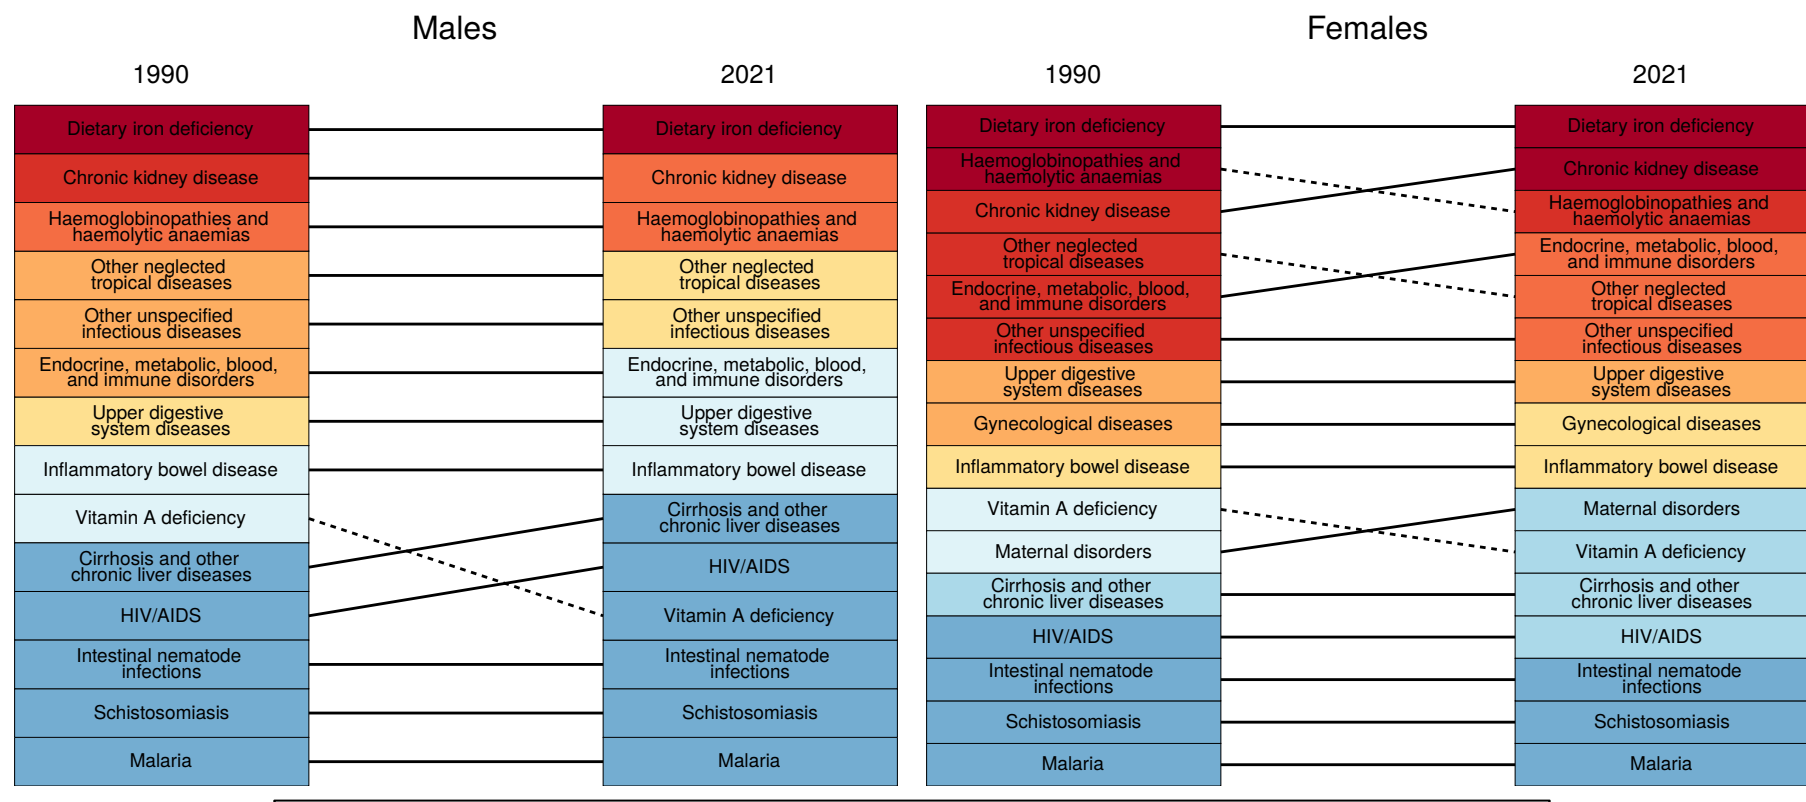 Males
1990
2021
Dietary iron deficiency
Chronic kidney disease
Haemoglobinopathies and
haemolytic anaemias
Other neglected
tropical diseases
Other unspecified
infectious diseases
Endocrine, metabolic, blood,
and immune disorders
Upper digestive
system diseases
Inflammatory bowel disease
Vitamin A deficiency
Cirrhosis and other
chronic liver diseases
HIV/AIDS
Intestinal nematode
infections
Schistosomiasis
Malaria
Dietary iron deficiency
Chronic kidney disease
Haemoglobinopathies and
haemolytic anaemias
Other neglected
tropical diseases
Other unspecified
infectious diseases
Endocrine, metabolic, blood,
and immune disorders
Upper digestive
system diseases
Inflammatory bowel disease
Cirrhosis and other
chronic liver diseases
HIV/AIDS
Vitamin A deficiency
Intestinal nematode
infections
Schistosomiasis
Malaria
Females
1990
2021
Dietary iron deficiency
Haemoglobinopathies and
haemolytic anaemias
Chronic kidney disease
Other neglected
tropical diseases
Endocrine, metabolic, blood,
and immune disorders
Other unspecified
infectious diseases
Upper digestive
system diseases
Gynecological diseases
Inflammatory bowel disease
Vitamin A deficiency
Maternal disorders
Cirrhosis and other
chronic liver diseases
HIV/AIDS
Intestinal nematode
infections
Schistosomiasis
Malaria
Dietary iron deficiency
Chronic kidney disease
Haemoglobinopathies and
haemolytic anaemias
Endocrine, metabolic, blood,
and immune disorders
Other neglected
tropical diseases
Other unspecified
infectious diseases
Upper digestive
system diseases
Gynecological diseases
Inflammatory bowel disease
Maternal disorders
Vitamin A deficiency
Cirrhosis and other
chronic liver diseases
HIV/AIDS
Intestinal nematode
infections
Schistosomiasis
Malaria